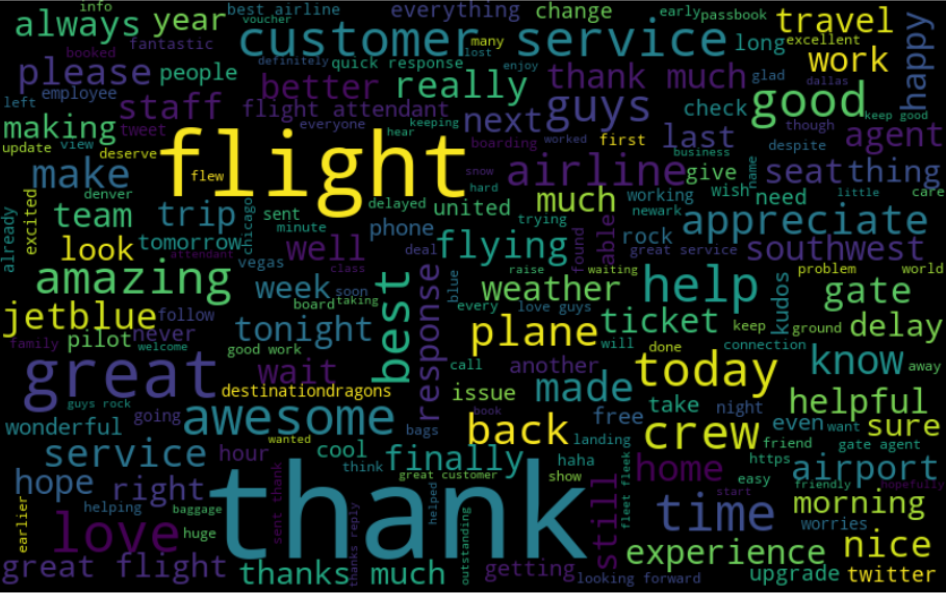 info
best airline
everything
change
early
passbook
travel
happy
always
year
voucher
customer service
many
lost
long
excellent
booked
fantastic
definitely
quick response
enjoy
work
please
people
better
really
thank much
glad
dallas
good
keep good
left
employee
staff
flight attendant
next
guys
check
though
agent
making
tweet
everyone
keeping
hear
boarding
worked
first
last
despite
update
view
deserve
flight
flew
snow
airline
business
give
name
seat
thing
make
hard
wish
need
little
care
denver
delayed
united
much
working
newark
appreciate
already
excited
team
trip
chicago
sent
minute
phone
trying
found
able
rock
great service
southwest
look
tomorrow
attendant
well
deal
flying
vegas
class
raise
waiting
problem
world
amazing
week
soon
best
response
blue
weather
help
kudos
gate
board
taking
every
love guys
jetblue
follow
never
tonight
plane
ticket
keep
ground
delay
family
pilot
welcome
good work
will
done
connection
great
wait
call
another
today
know
away
destinationdragons
issue
made
guys rock
going
awesome
book
free
take
night
helpful
wonderful
bags
back
landing
crew
even
want
sure
wanted
friend
gate agent
service
hour
cool
think
finally
haha
home
https
airport
great customer
show
easy
friendly
hopefully
hope
right
thank
helped
still
fleet fleek
start
time
morning
earlier
helping
baggage
sent thank
worries
love
huge
thanks reply
outstanding
experience
nice
great flight
thanks much
getting
looking forward
upgrade
twitter